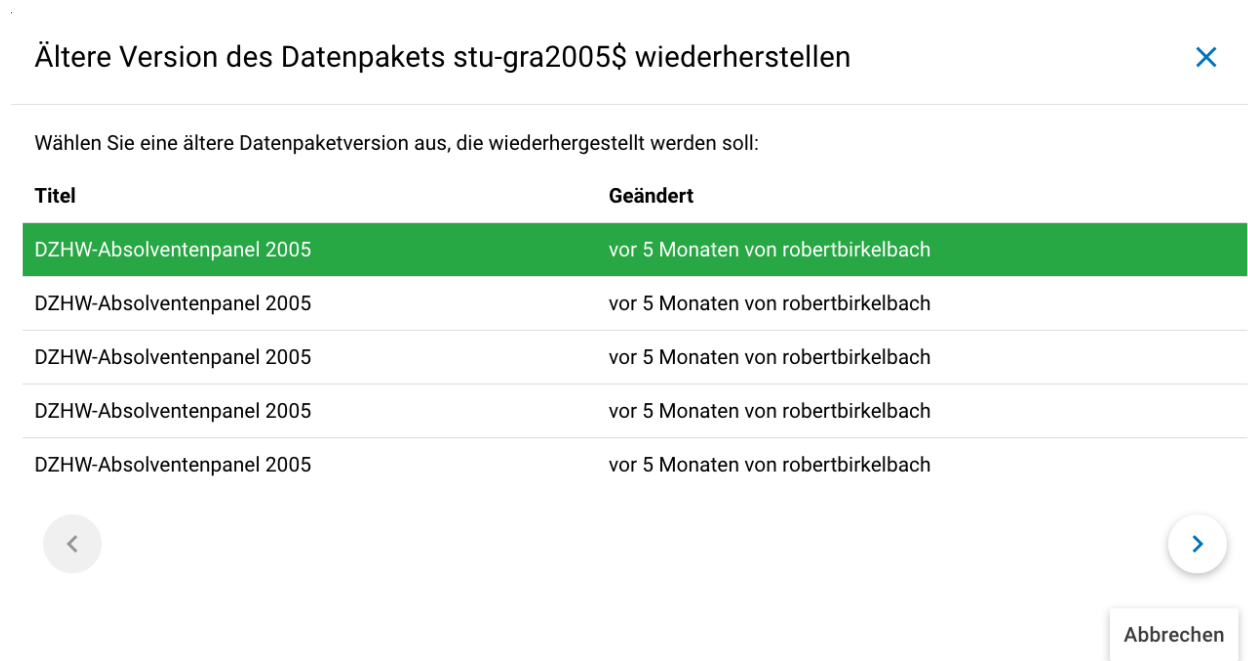 Ältere Version des Datenpakets stu-gra2005$ wiederherstellen
Wählen Sie eine ältere Datenpaketversion aus, die wiederhergestellt werden soll:
Titel Geändert
DZHW-Absolventenpanel 2005 vor 5 Monaten von robertbirkelbach
DZHW-Absolventenpanel 2005 vor 5 Monaten von robertbirkelbach
DZHW-Absolventenpanel 2005 vor 5 Monaten von robertbirkelbach
DZHW-Absolventenpanel 2005 vor 5 Monaten von robertbirkelbach
DZHW-Absolventenpanel 2005 vor 5 Monaten von robertbirkelbach
Abbrechen